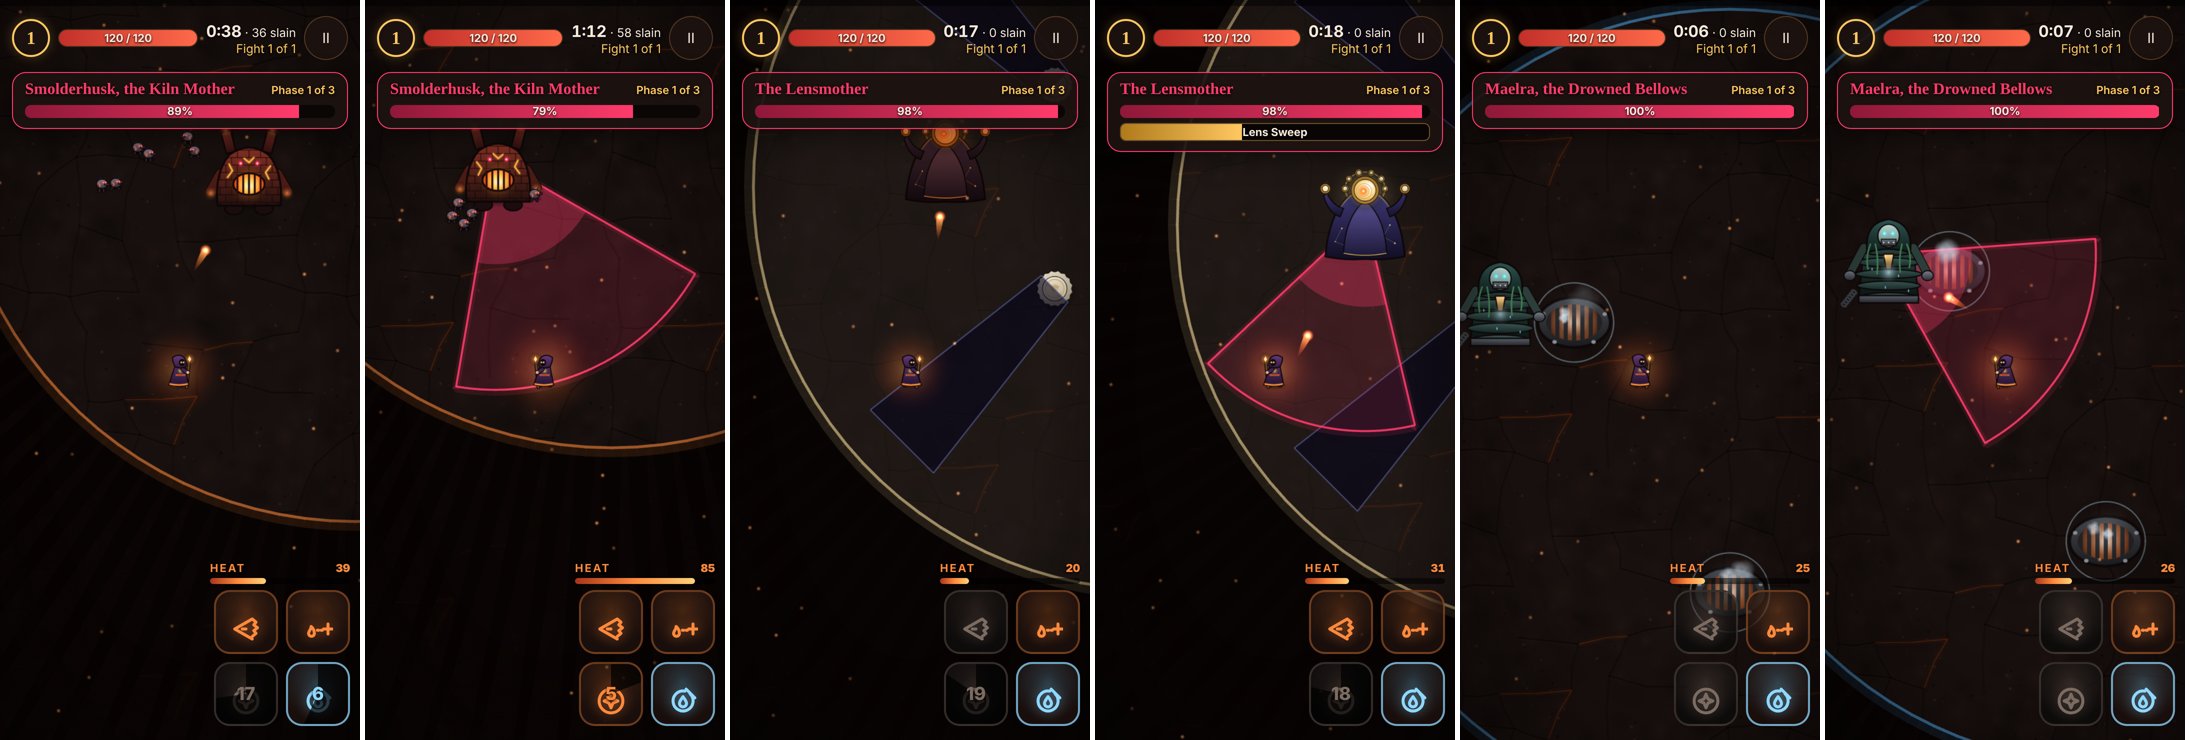 1
120 / 120
0:38 · 36 slain
Fight 1 of 1
Smolderhusk, the Kiln Mother
Phase 1 of 3
89%
HEAT
39
17
6
1
120 / 120
1:12 · 58 slain
Fight 1 of 1
Smolderhusk, the Kiln Mother
Phase 1 of 3
79%
HEAT
85
5
1
120 / 120
0:17 · 0 slain
Fight 1 of 1
The Lensmother
Phase 1 of 3
98%
HEAT
20
19
1
120 / 120
0:18 · 0 slain
Fight 1 of 1
The Lensmother
Phase 1 of 3
98%
Lens Sweep
HEAT
31
18
1
120 / 120
0:06 · 0 slain
Fight 1 of 1
Maelra, the Drowned Bellows
Phase 1 of 3
100%
HEAT
25
1
120 / 120
0:07 · 0 slain
Fight 1 of 1
Maelra, the Drowned Bellows
Phase 1 of 3
100%
HEAT
26